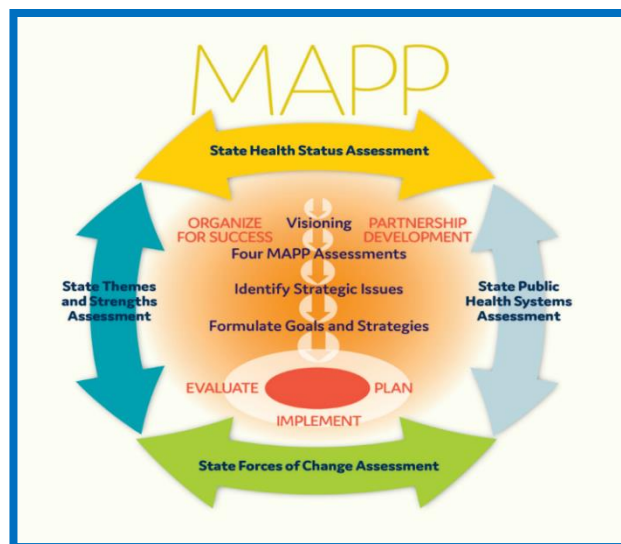 MAPP
State Health Status Assessment
ORGANIZE
FOR SUCCESS
Visioning
PARTNERSHIP
DEVELOPMENT
Four MAPP Assessments
State Themes
and Strengths
Assessment
Identify Strategic Issues
State Public
Health Systems
Assessment
Formulate Goals and Strategies
EVALUATE
PLAN
IMPLEMENT
State Forces of Change Assessment